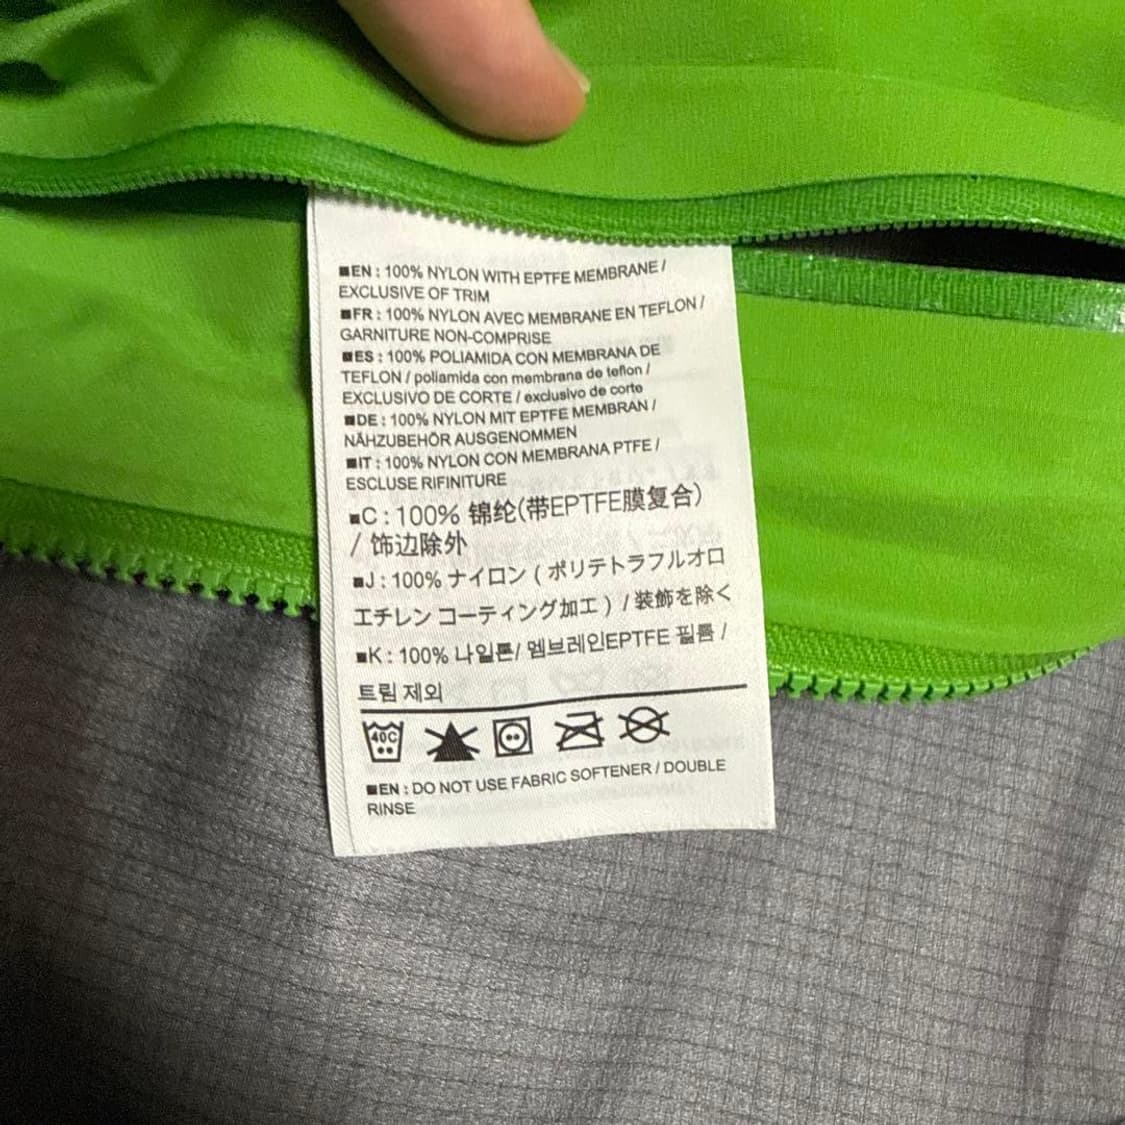 ■EN : 100% NYLON WITH EPTFE MEMBRANE /
EXCLUSIVE OF TRIM
■FR : 100% NYLON AVEC MEMBRANE EN TEFLON /
GARNITURE NON-COMPRISE
■ES : 100% POLIAMIDA CON MEMBRANA DE
TEFLON / poliamida con membrana de teflon /
EXCLUSIVO DE CORTE / exclusivo de corte
■DE : 100% NYLON MIT EPTFE MEMBRAN /
NÄHZUBEHÖR AUSGENOMMEN
■IT : 100% NYLON CON MEMBRANA PTFE /
ESCLUSE RIFINITURE
■C : 100% 锦纶(带EPTFE膜复合)
/ 饰边除外
■J : 100% ナイロン ( ポリテトラフルオロ
エチレン コーティング加工 ) / 装飾を除く
■K : 100% 나일론/ 멤브레인EPTFE 필름 /
트림 제외
40C
■EN : DO NOT USE FABRIC SOFTENER / DOUBLE
RINSE